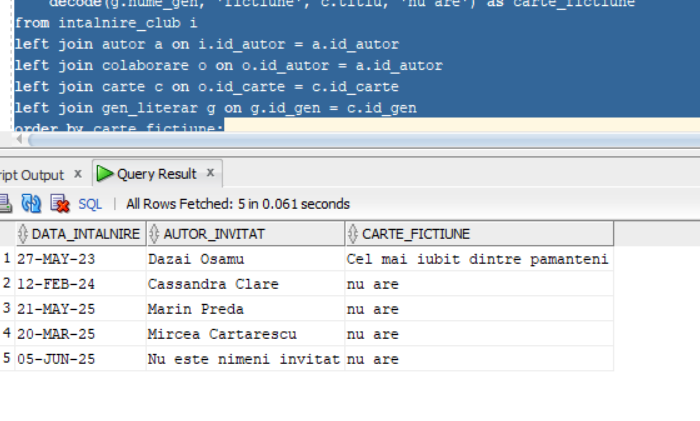 decode(g.nume_gen, 'fictiune', c.titlu, 'nu are') as carte_fictiune
from intalnire_club i
left join autor a on i.id_autor = a.id_autor
left join colaborare o on o.id_autor = a.id_autor
left join carte c on o.id_carte = c.id_carte
left join gen_literar g on g.id_gen = c.id_gen
order by carte_fictiune;
ript Output x Query Result x
SQL | All Rows Fetched: 5 in 0.061 seconds
DATA_INTALNIRE AUTOR_INVITAT CARTE_FICTIUNE
1 27-MAY-23 Dazai Osamu Cel mai iubit dintre pamanteni
2 12-FEB-24 Cassandra Clare nu are
3 21-MAY-25 Marin Preda nu are
4 20-MAR-25 Mircea Cartarescu nu are
5 05-JUN-25 Nu este nimeni invitat nu are